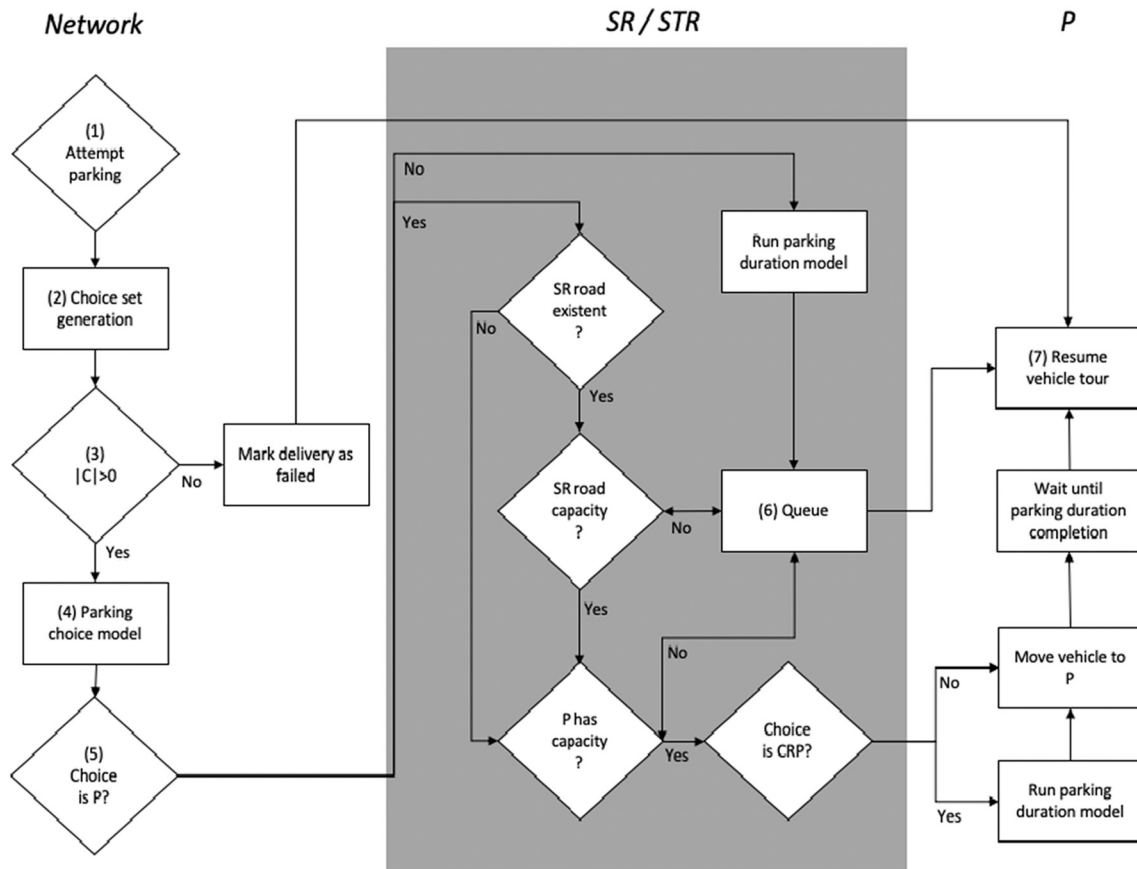 Network
SR / STR
P
(1)
Attempt
parking
(2) Choice set
generation
(3)
|C|>0
No
Yes
Mark delivery as
failed
(4) Parking
choice model
(5)
Choice
is P?
No
Yes
SR road
existent
?
No
Yes
SR road
capacity
?
No
Yes
P has
capacity
?
No
Yes
Run parking
duration model
(6) Queue
Choice
is CRP?
No
Yes
(7) Resume
vehicle tour
Wait until
parking duration
completion
Move vehicle to
P
Run parking
duration model